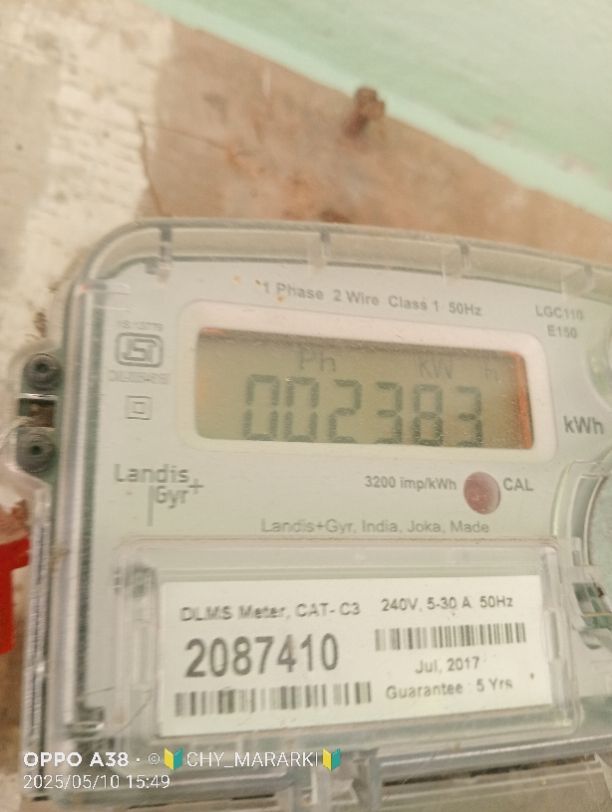 1 Phase 2 Wire Class 1 50Hz
LGC110
E150
Ph kW h
002383
kWh
Landis
Gyr+
3200 imp/kWh
CAL
Landis+Gyr, India, Joka, Made
DLMS Meter, CAT- C3
240V, 5-30 A 50Hz
2087410
Jul, 2017
Guarantee : 5 Yrs
OPPO A38 · ©🔰CHY_MARARKI🔰
2025/05/10 15:49